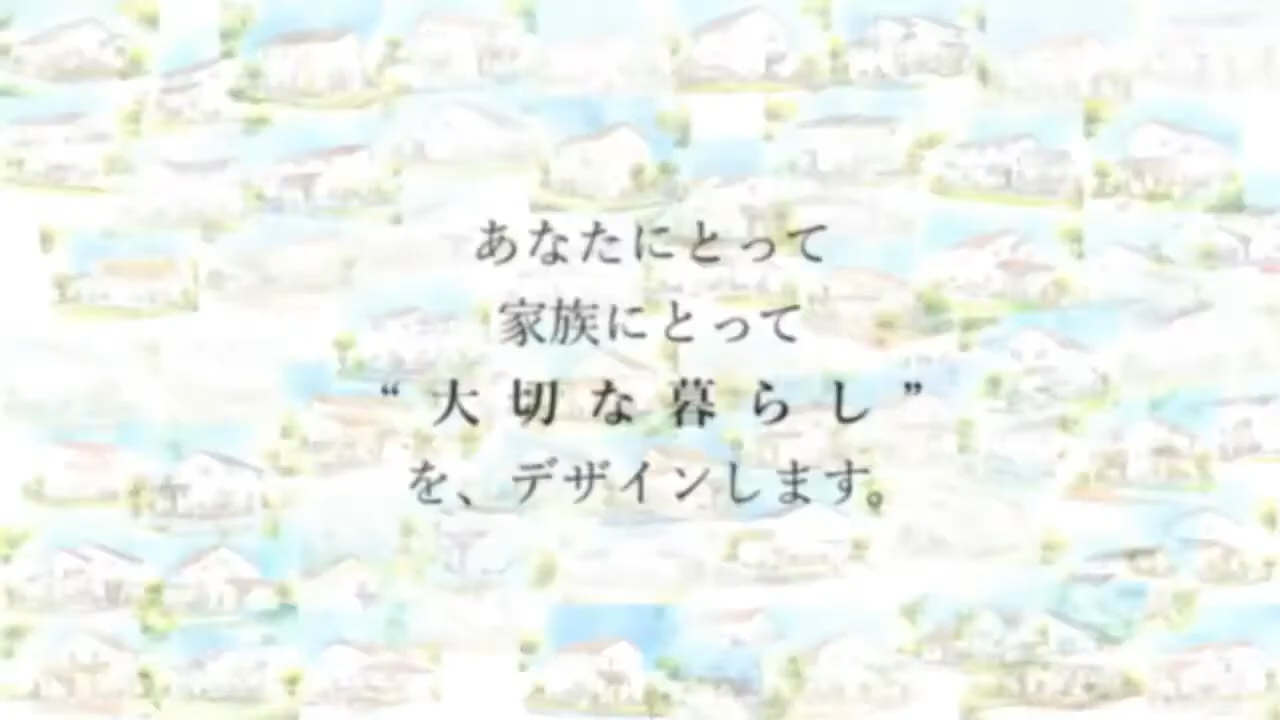 あなたにとって
家族にとって
“大切な暮らし”
を、デザインします。